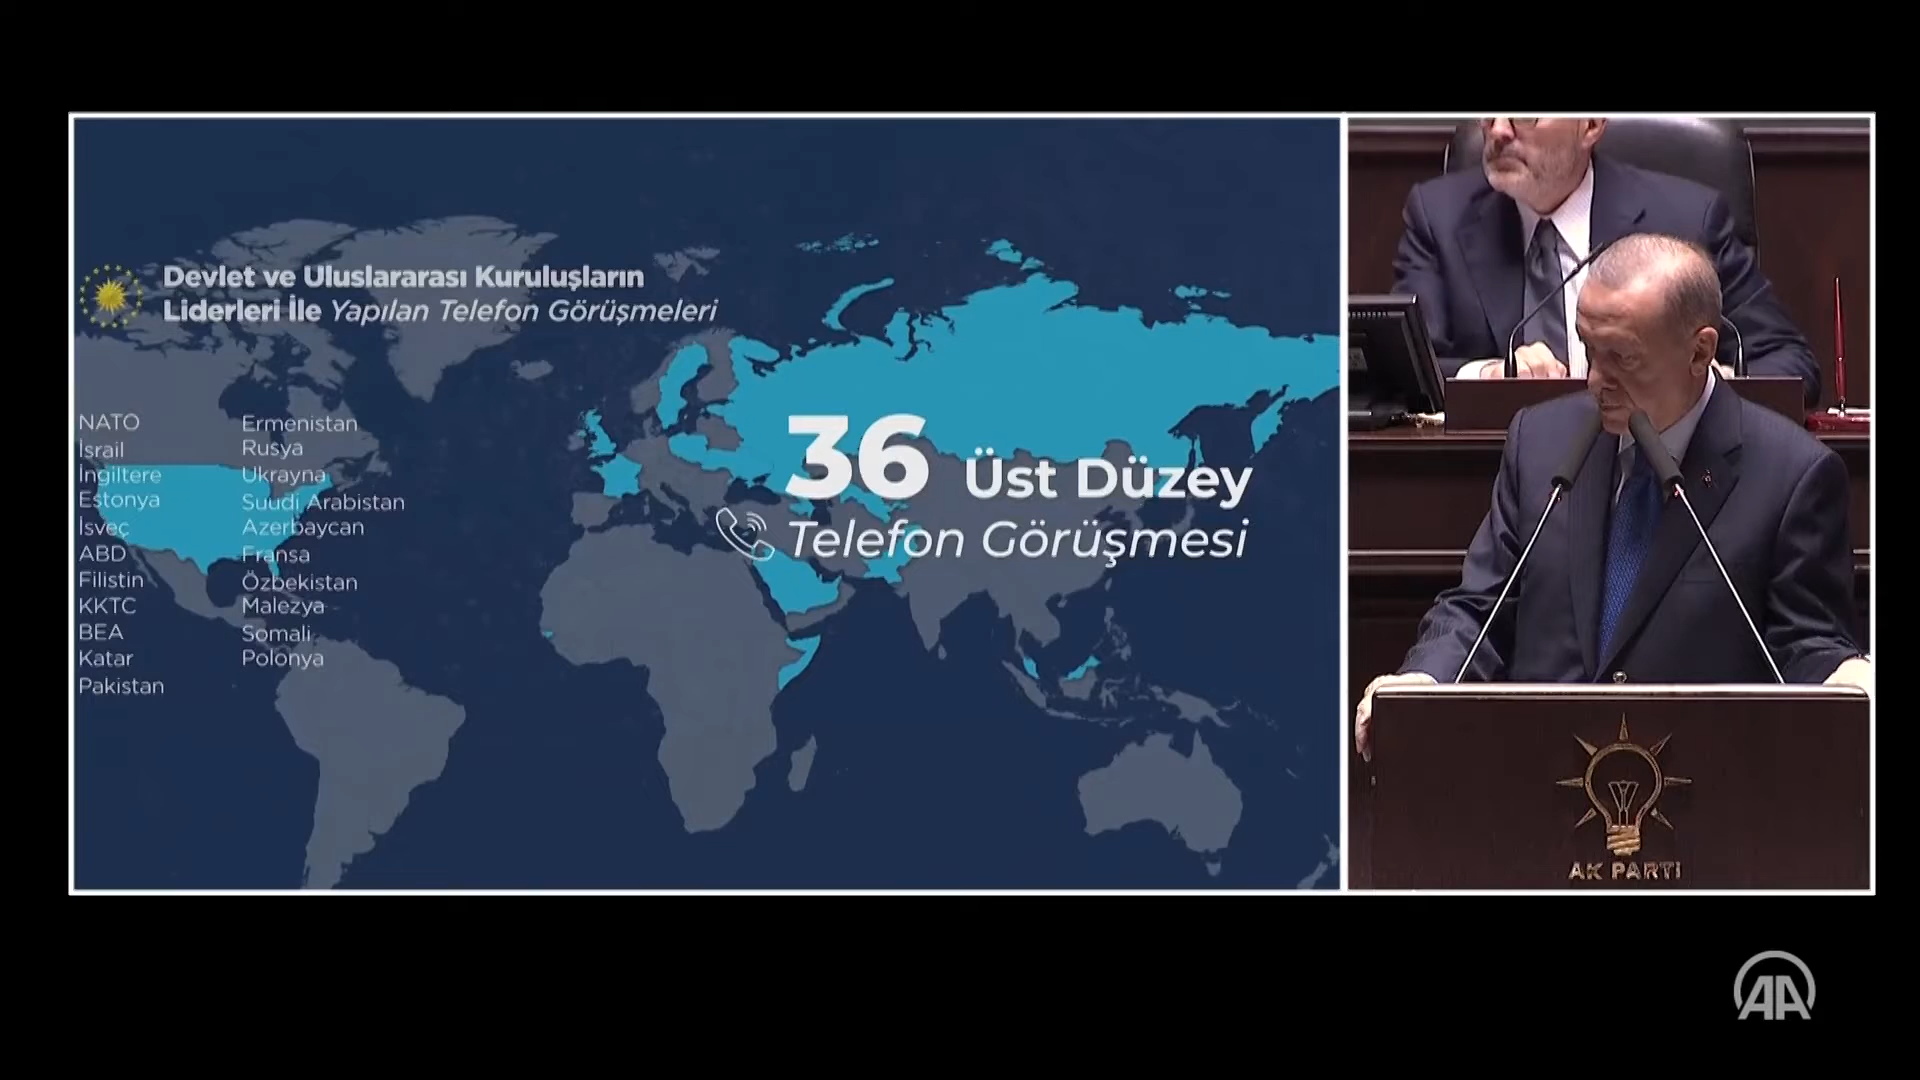 Devlet ve Uluslararası Kuruluşların
Liderleri İle Yapılan Telefon Görüşmeleri
NATO
İsrail
İngiltere
Estonya
İsveç
ABD
Filistin
KKTC
BEA
Katar
Pakistan
Ermenistan
Rusya
Ukrayna
Suudi Arabistan
Azerbaycan
Fransa
Özbekistan
Malezya
Somali
Polonya
36 Üst Düzey
Telefon Görüşmesi
AK PARTİ
AA